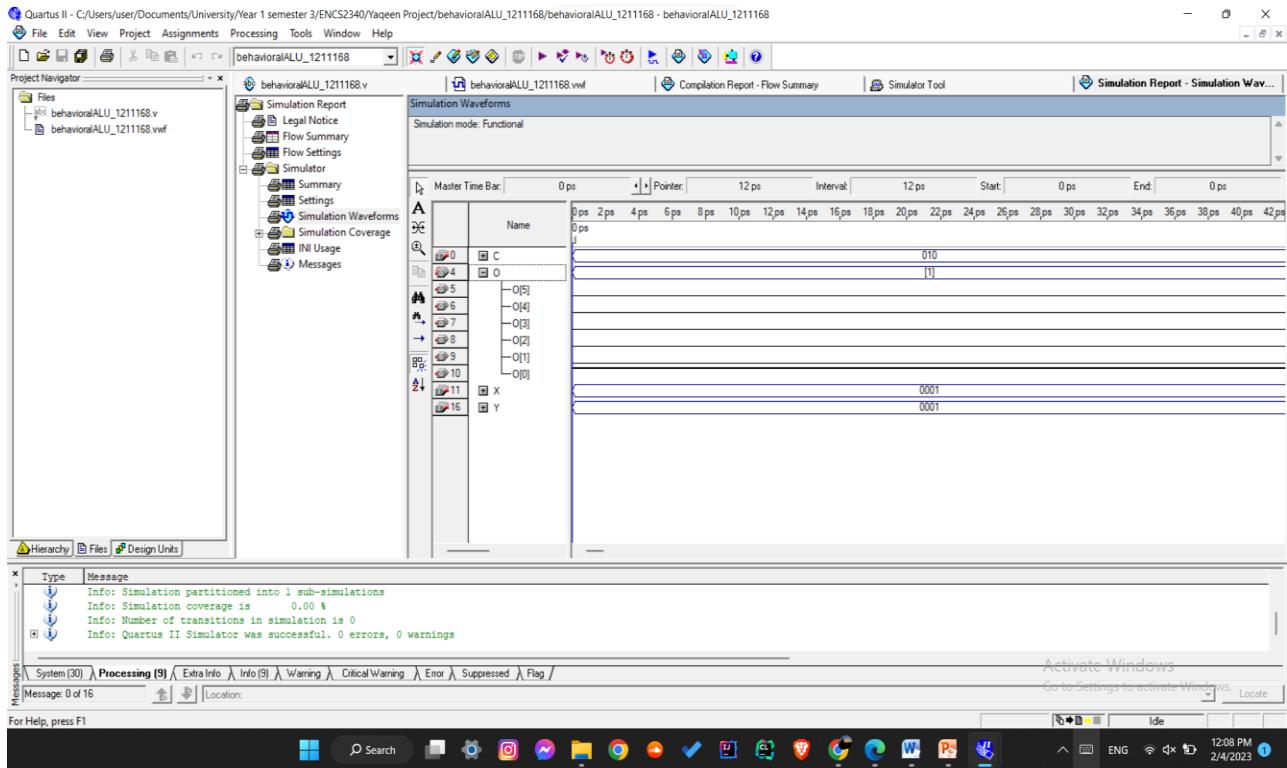 Quartus II - C:/Users/user/Documents/University/Year 1 semester 3/ENCS2340/Yaqeen Project/behavioralALU_1211168/behavioralALU_1211168 - behavioralALU_1211168
File Edit View Project Assignments Processing Tools Window Help
behavioralALU_1211168
Project Navigator
Files
behavioralALU_1211168.v
behavioralALU_1211168.vwf
Hierarchy Files Design Units
behavioralALU_1211168.v behavioralALU_1211168.vwf Compilation Report - Flow Summary Simulator Tool Simulation Report - Simulation Wav...
Simulation Report
Legal Notice
Flow Summary
Flow Settings
Simulator
Summary
Settings
Simulation Waveforms
Simulation Coverage
INI Usage
Messages
Simulation Waveforms
Simulation mode: Functional
Master Time Bar: 0 ps Pointer: 12 ps Interval: 12 ps Start: 0 ps End: 0 ps
Name
0 ps 2 ps 4 ps 6 ps 8 ps 10 ps 12 ps 14 ps 16 ps 18 ps 20 ps 22 ps 24 ps 26 ps 28 ps 30 ps 32 ps 34 ps 36 ps 38 ps 40 ps 42 ps
0 ps
0 C 010
4 O [1]
5 O[5]
6 O[4]
7 O[3]
8 O[2]
9 O[1]
10 O[0]
11 X 0001
16 Y 0001
Type Message
Info: Simulation partitioned into 1 sub-simulations
Info: Simulation coverage is 0.00 %
Info: Number of transitions in simulation is 0
Info: Quartus II Simulator was successful. 0 errors, 0 warnings
System (30) Processing (9) Extra Info Info (9) Warning Critical Warning Error Suppressed Flag
Messages
Message: 0 of 16 Location: Locate
Activate Windows
Go to Settings to activate Windows.
For Help, press F1 Idle
Search ENG 12:08 PM
2/4/2023 1